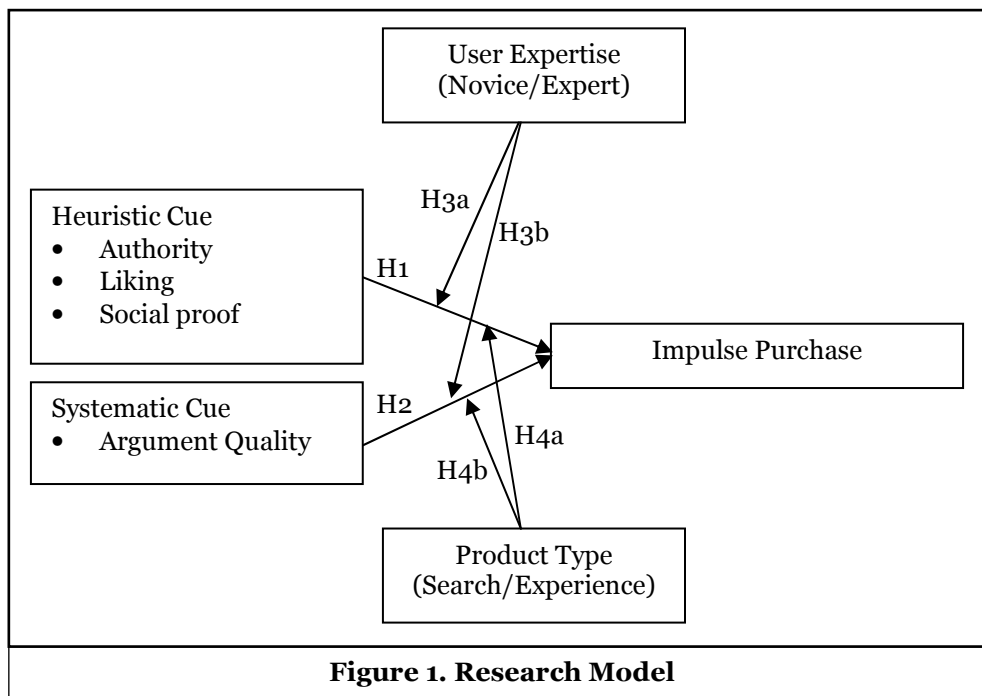 User Expertise
(Novice/Expert)
H3a
H3b
Heuristic Cue
• Authority
• Liking
• Social proof
H1
Impulse Purchase
Systematic Cue
• Argument Quality
H2
H4a
H4b
Product Type
(Search/Experience)
Figure 1. Research Model